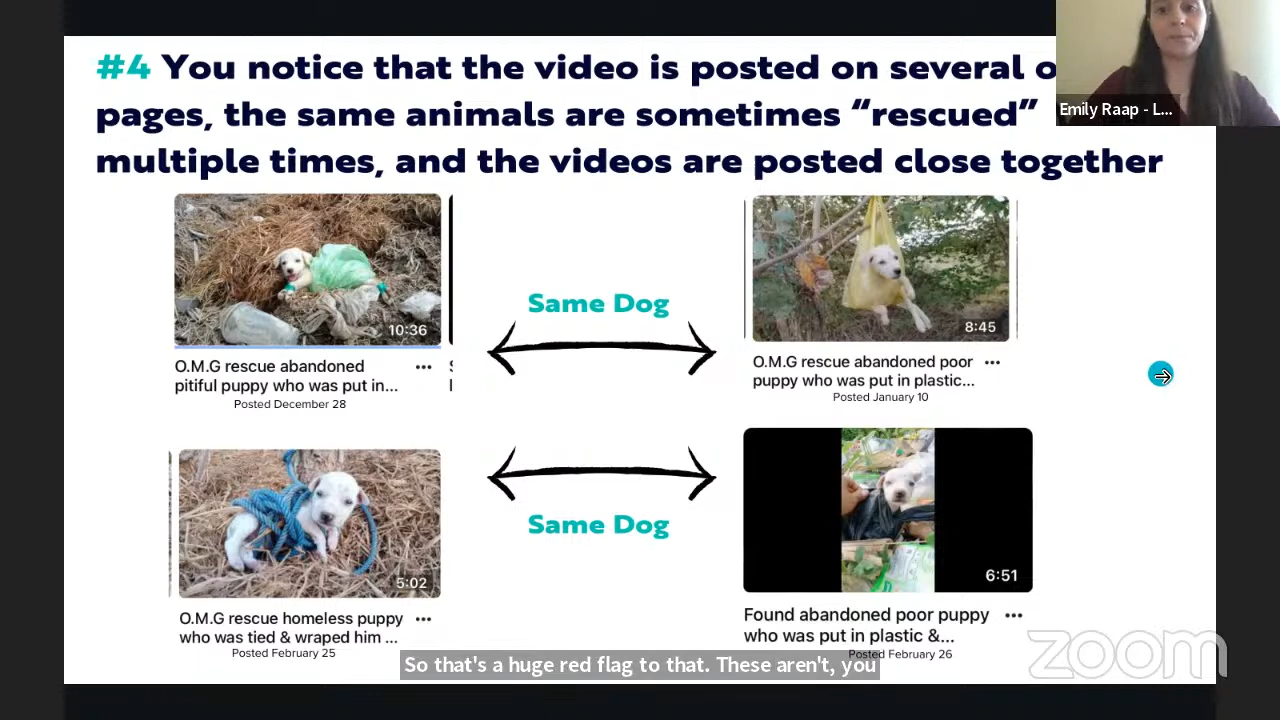 #4 You notice that the video is posted on several o
pages, the same animals are sometimes “rescued”
multiple times, and the videos are posted close together
Emily Raap - L...
10:36
O.M.G rescue abandoned
pitiful puppy who was put in...
Posted December 28
Same Dog
8:45
O.M.G rescue abandoned poor
puppy who was put in plastic...
Posted January 10
5:02
O.M.G rescue homeless puppy
who was tied & wraped him ...
Posted February 25
Same Dog
6:51
Found abandoned poor puppy
who was put in plastic &...
Posted February 26
So that's a huge red flag to that. These aren't, you
zoom